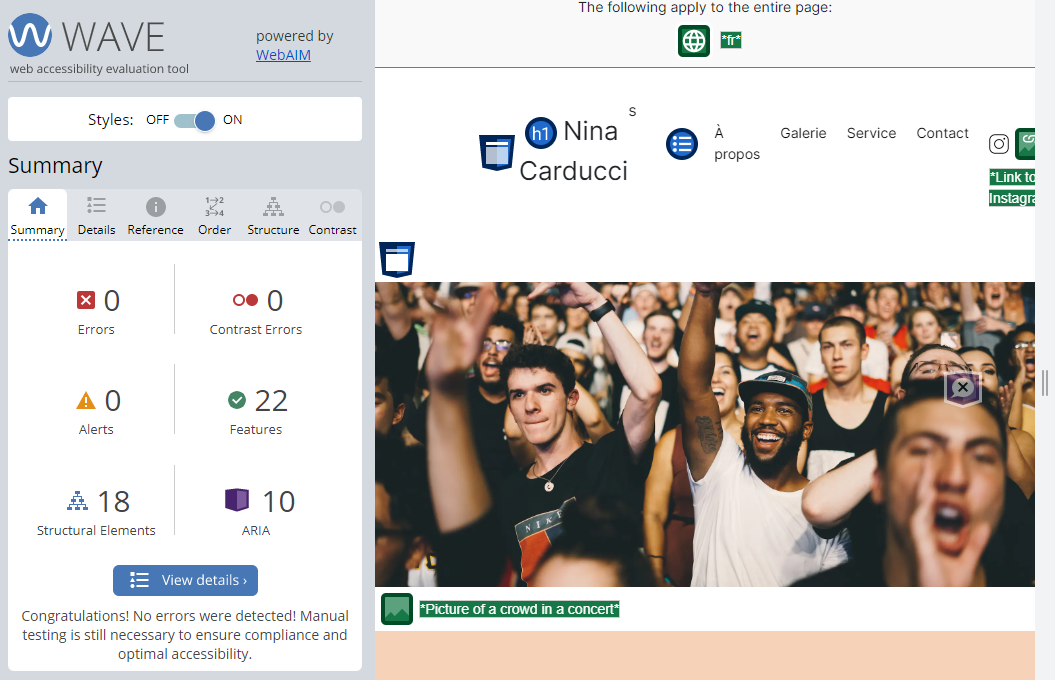 WAVE
web accessibility evaluation tool
powered by
WebAIM
Styles: OFF ON
Summary
Summary Details Reference Order Structure Contrast
0
Errors
0
Contrast Errors
0
Alerts
22
Features
18
Structural Elements
10
ARIA
View details ›
Congratulations! No errors were detected! Manual
testing is still necessary to ensure compliance and
optimal accessibility.
The following apply to the entire page:
*fr*
h1 Nina
Carducci
s
À
propos
Galerie
Service
Contact
*Link to
Instagra
NIKE
*Picture of a crowd in a concert*